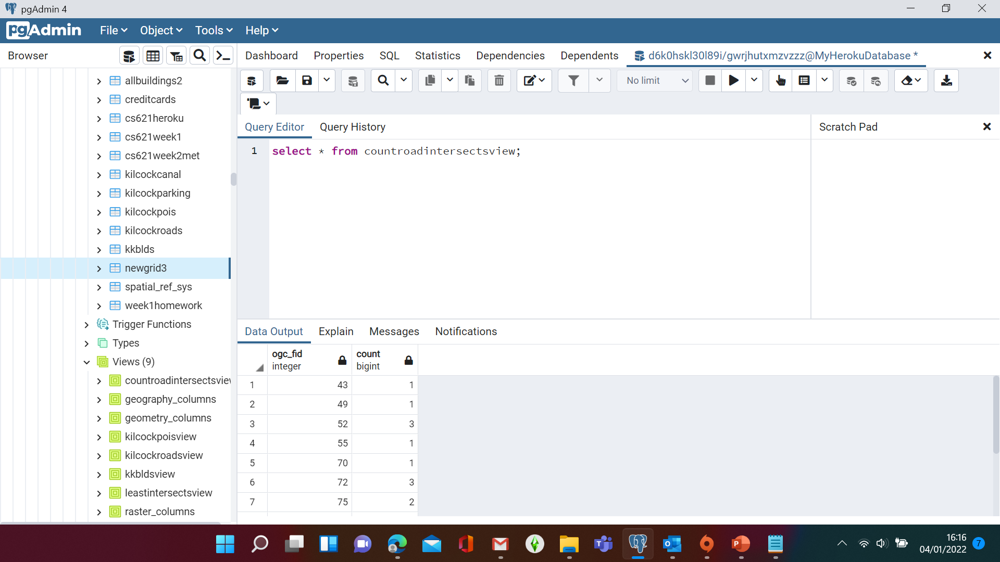 pgAdmin 4
pgAdmin File Object Tools Help
Browser
Dashboard Properties SQL Statistics Dependencies Dependents d6k0hskl30l89i/gwrjhutxmzvzzz@MyHerokuDatabase *
No limit
allbuildings2
creditcards
cs621heroku
cs621week1
cs621week2met
kilcockcanal
kilcockparking
kilcockpois
kilcockroads
kkblds
newgrid3
spatial_ref_sys
week1homework
Trigger Functions
Types
Views (9)
countroadintersectsview
geography_columns
geometry_columns
kilcockpoisview
kilcockroadsview
kkbldsview
leastintersectsview
raster_columns
Query Editor Query History
Scratch Pad
1 select * from countroadintersectsview;
Data Output Explain Messages Notifications
ogc_fid count
integer bigint
1 43 1
2 49 1
3 52 3
4 55 1
5 70 1
6 72 3
7 75 2
16:16
04/01/2022
7